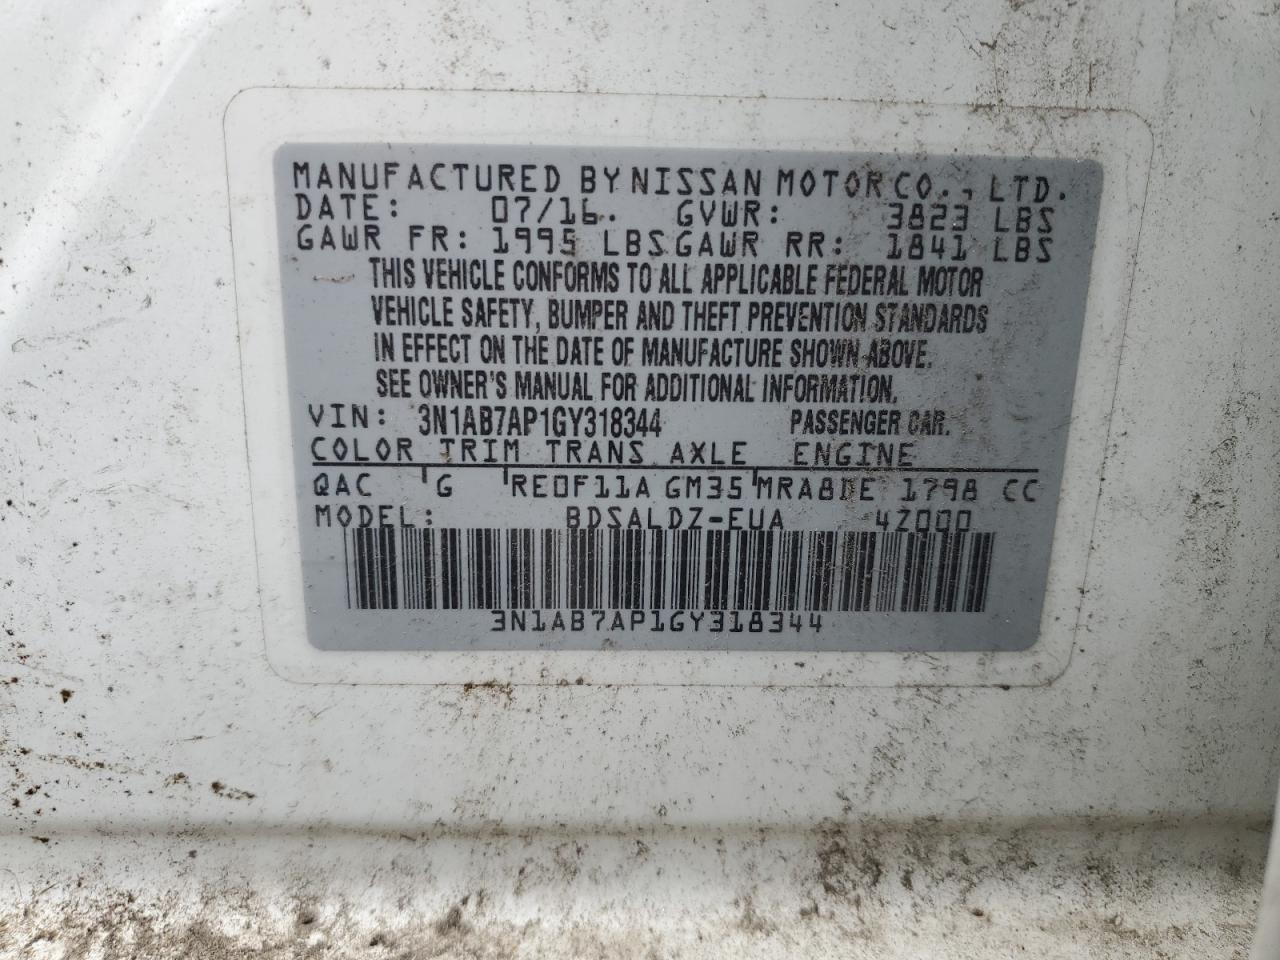 MANUFACTURED BY NISSAN MOTOR CO., LTD.
DATE: 07/16. GVWR: 3823 LBS
GAWR FR: 1995 LBS GAWR RR: 1841 LBS
THIS VEHICLE CONFORMS TO ALL APPLICABLE FEDERAL MOTOR
VEHICLE SAFETY, BUMPER AND THEFT PREVENTION STANDARDS
IN EFFECT ON THE DATE OF MANUFACTURE SHOWN ABOVE.
SEE OWNER'S MANUAL FOR ADDITIONAL INFORMATION.
VIN: 3N1AB7AP1GY318344 PASSENGER CAR.
COLOR TRIM TRANS AXLE ENGINE
QAC G RE0F11A GM35 MRA8DE 1798 CC
MODEL: BDSALDZ-EUA 4Z000
3N1AB7AP1GY318344